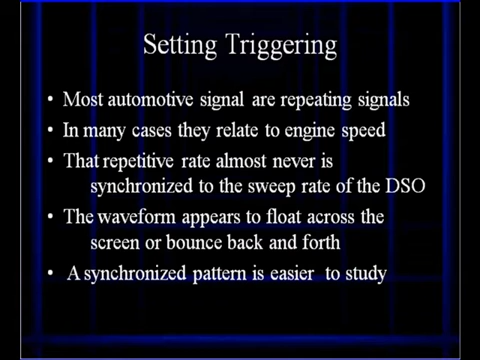 Setting Triggering
• Most automotive signal are repeating signals
• In many cases they relate to engine speed
• That repetitive rate almost never is
synchronized to the sweep rate of the DSO
• The waveform appears to float across the
screen or bounce back and forth
• A synchronized pattern is easier to study